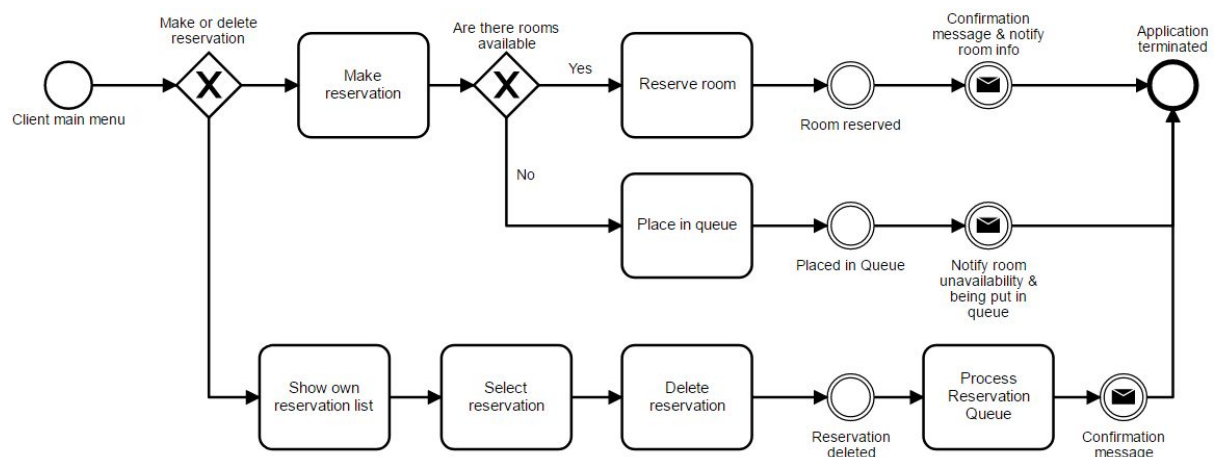 Make or delete
reservation
Client main menu
Make
reservation
Are there rooms
available
Yes
Reserve room
Room reserved
Confirmation
message & notify
room info
Application
terminated
No
Place in queue
Placed in Queue
Notify room
unavailability &
being put in
queue
Show own
reservation list
Select
reservation
Delete
reservation
Reservation
deleted
Process
Reservation
Queue
Confirmation
message